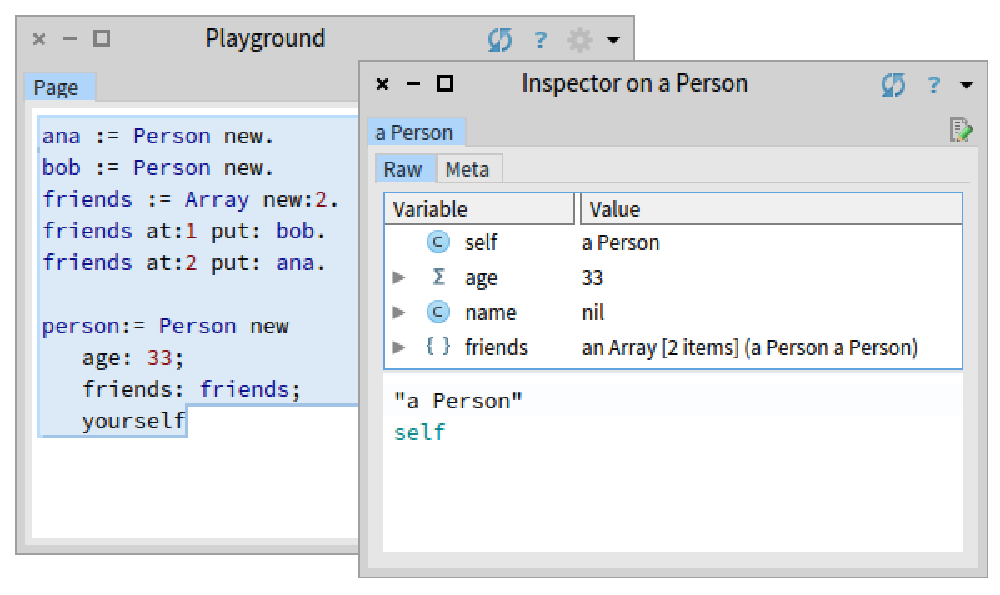 Playground
?
Page
ana := Person new.
bob := Person new.
friends := Array new:2.
friends at:1 put: bob.
friends at:2 put: ana.
person:= Person new
age: 33;
friends: friends;
yourself
Inspector on a Person
?
a Person
Raw Meta
Variable Value
C self a Person
Σ age 33
C name nil
{ } friends an Array [2 items] (a Person a Person)
"a Person"
self